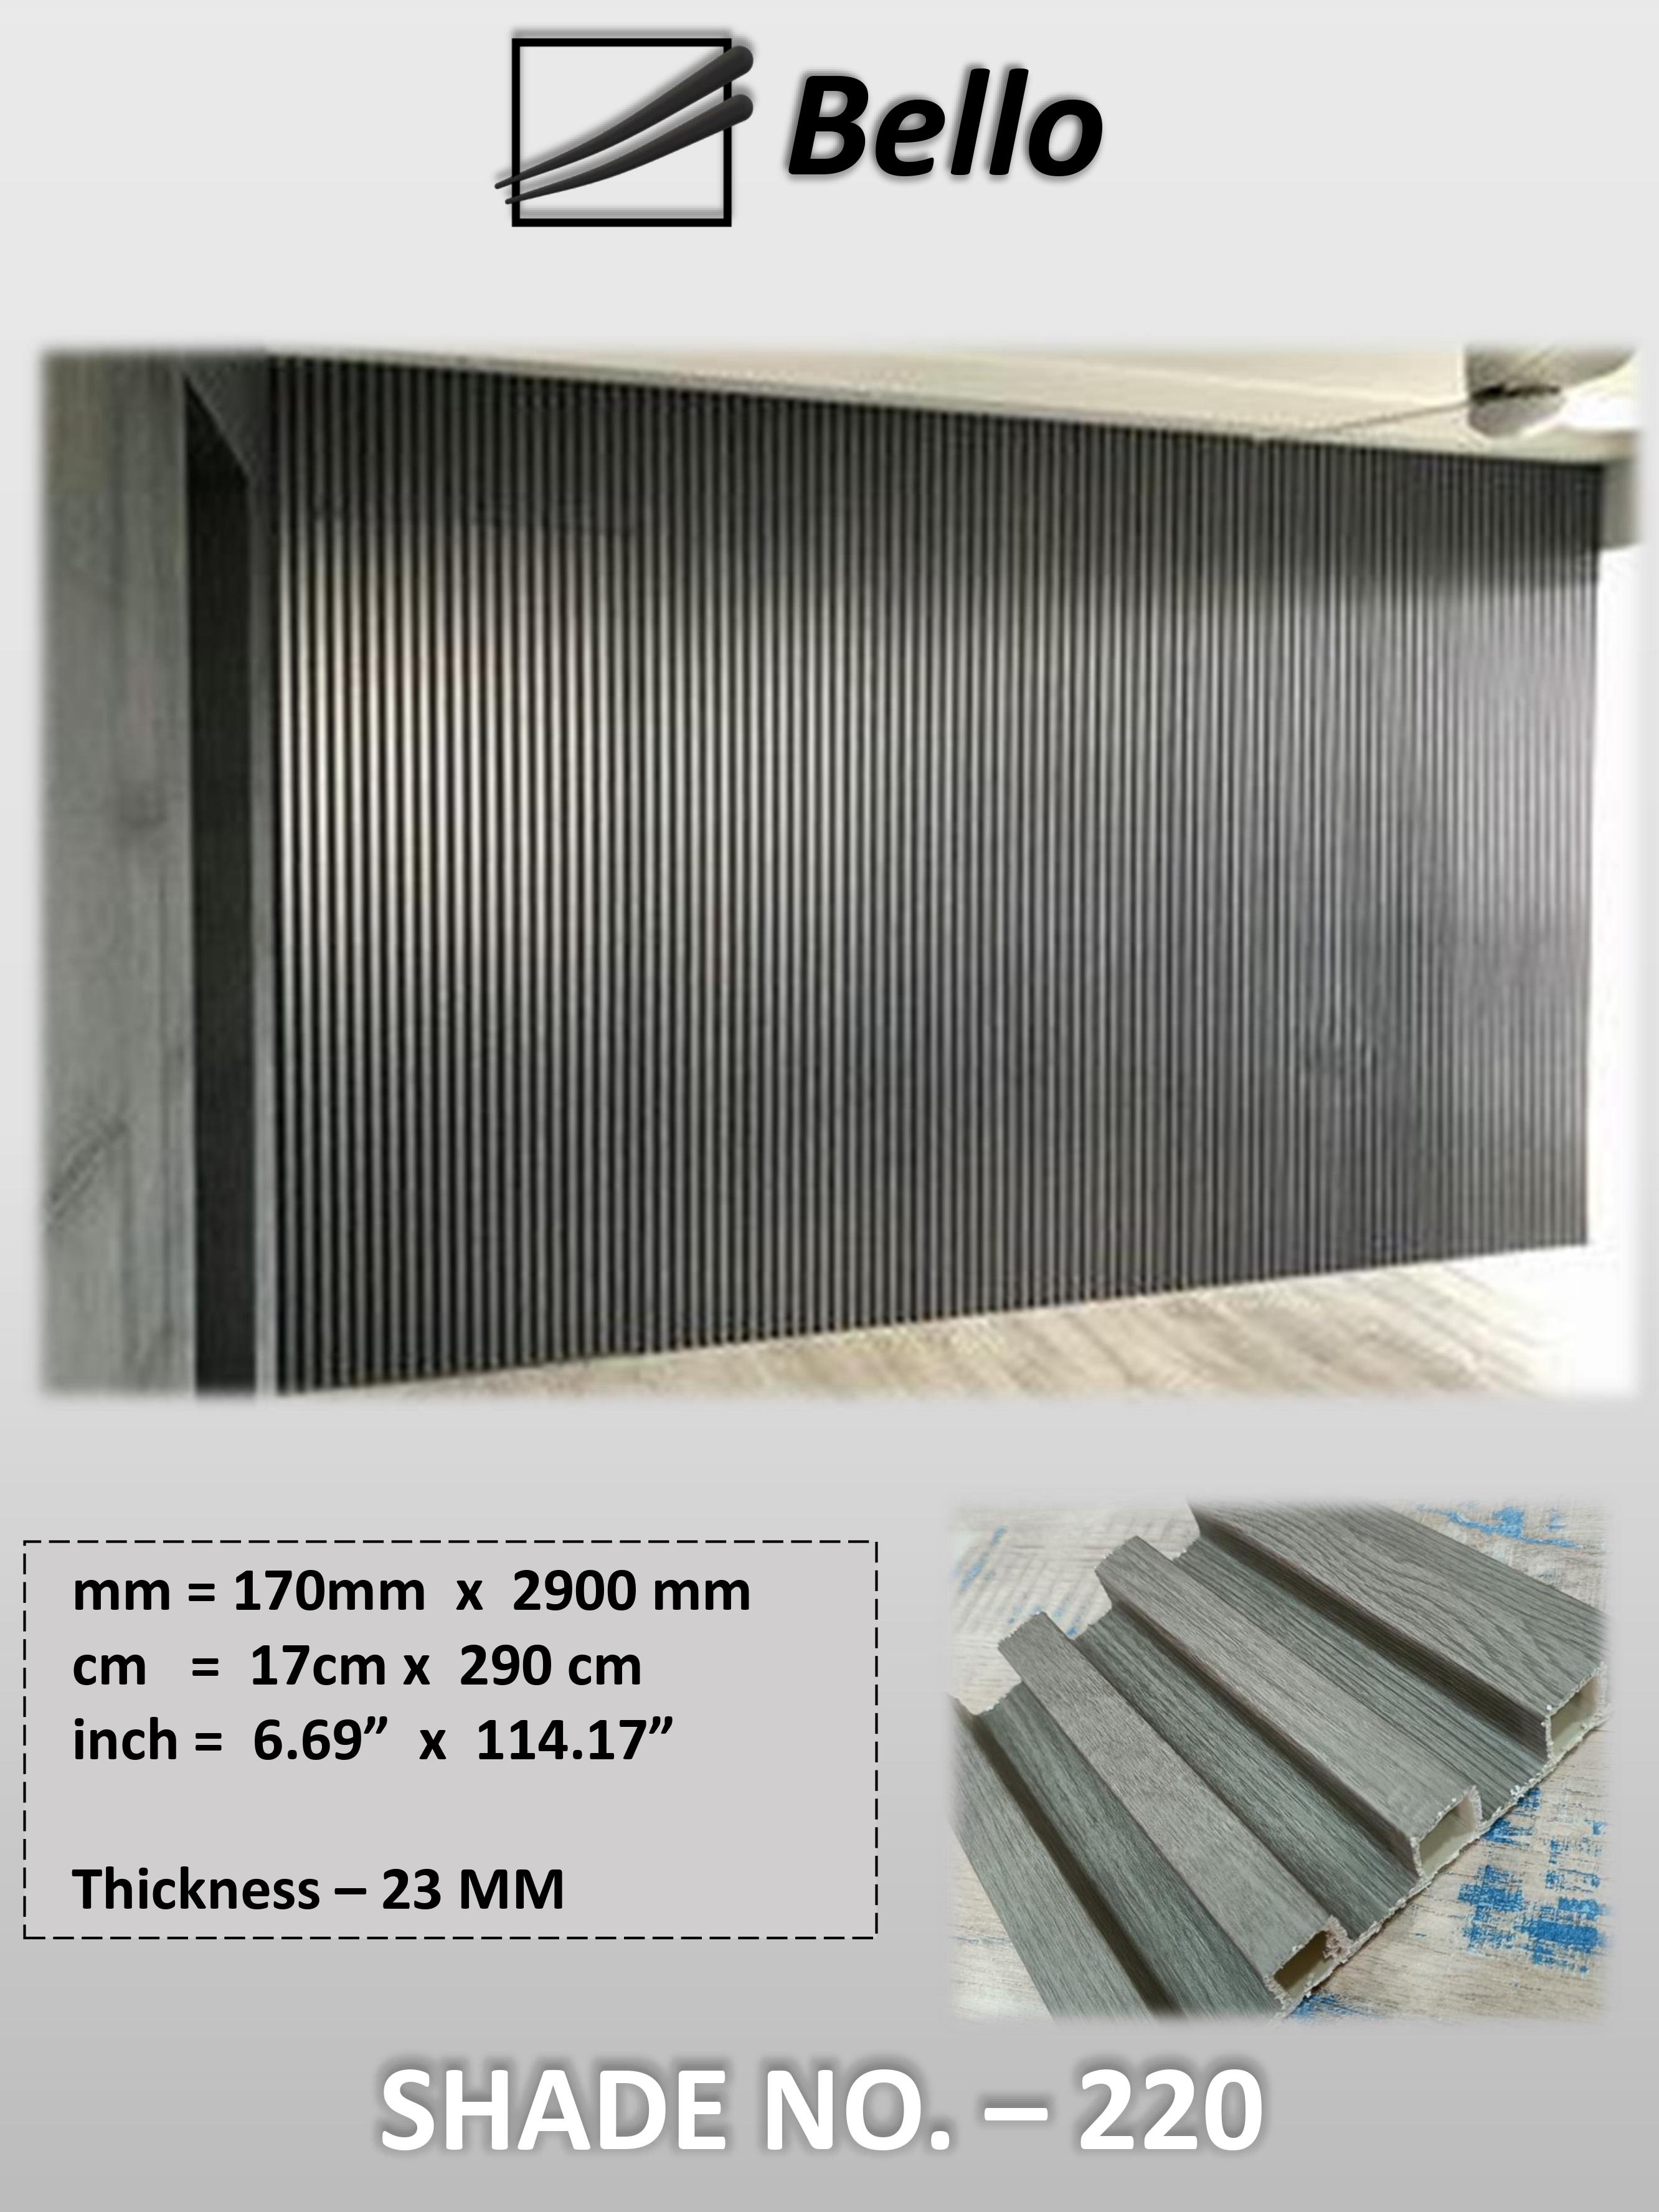 Bello
mm = 170mm x 2900 mm
cm = 17cm x 290 cm
inch = 6.69” x 114.17”
Thickness – 23 MM
SHADE NO. – 220